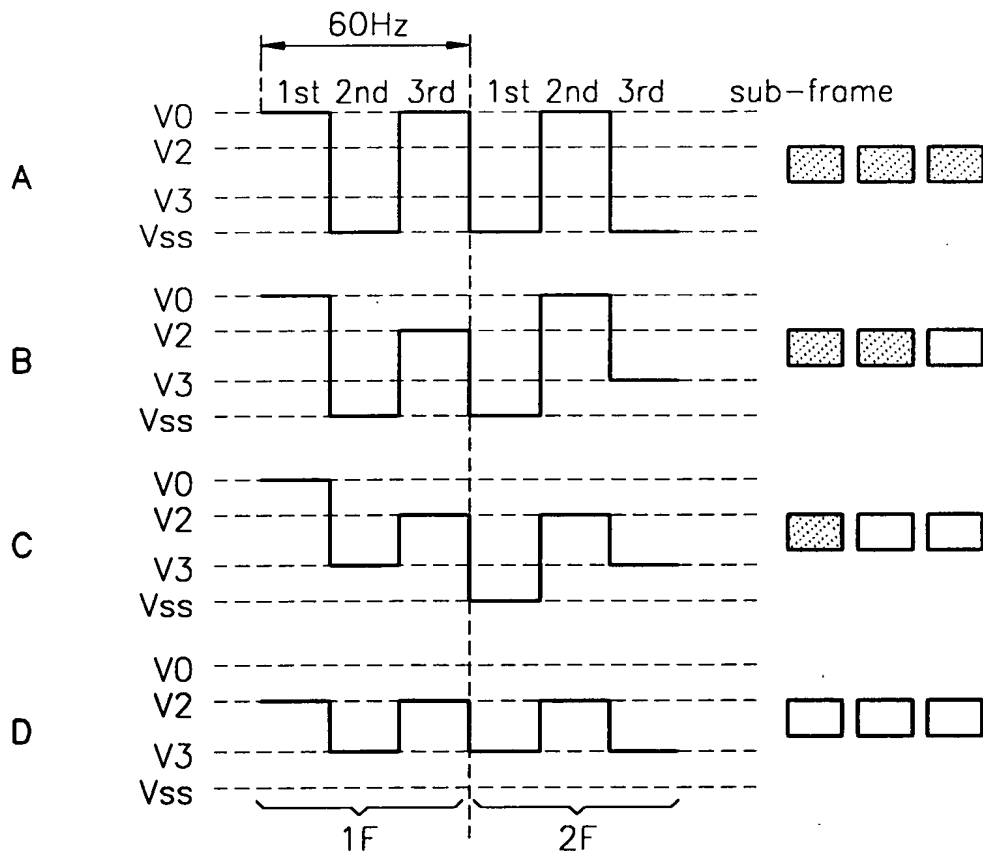 60Hz
1st 2nd 3rd 1st 2nd 3rd sub-frame
V0
V2
A
V3
Vss
V0
V2
B
V3
Vss
V0
V2
C
V3
Vss
V0
V2
D
V3
Vss
1F 2F